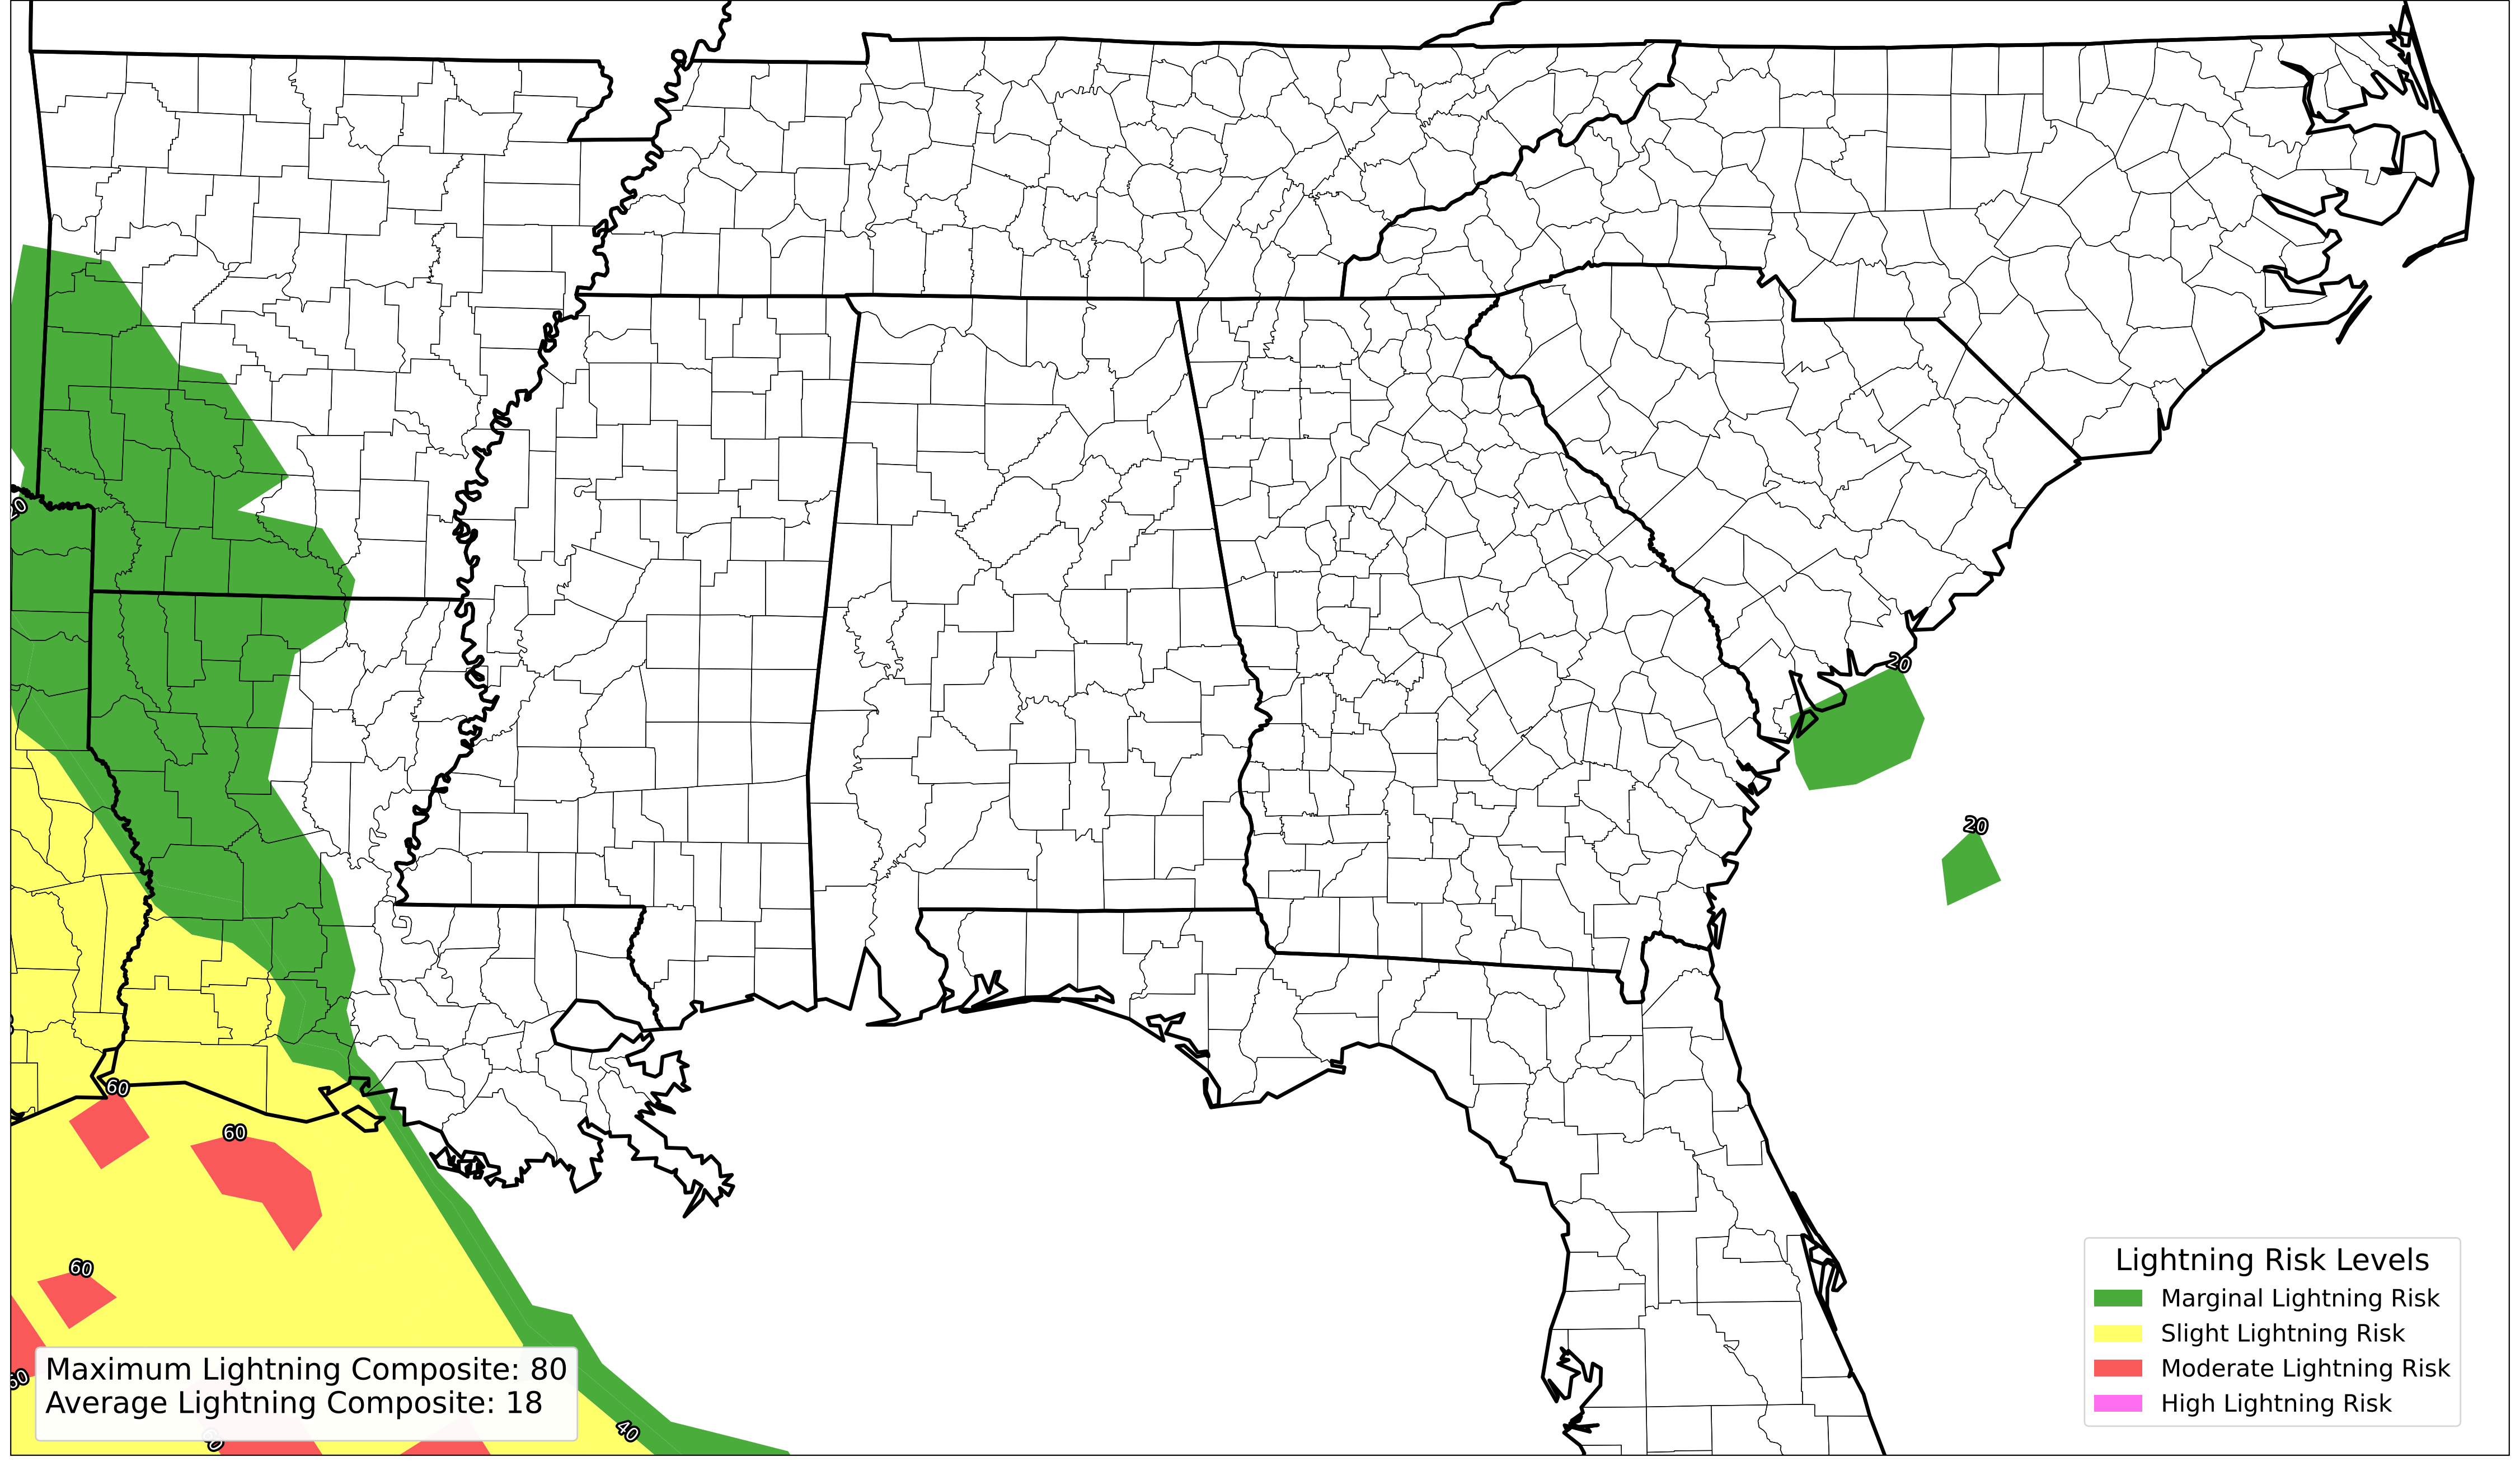 20
20
20
60
60
60
Lightning Risk Levels
Marginal Lightning Risk
Slight Lightning Risk
Moderate Lightning Risk
High Lightning Risk
Maximum Lightning Composite: 80
Average Lightning Composite: 18
40